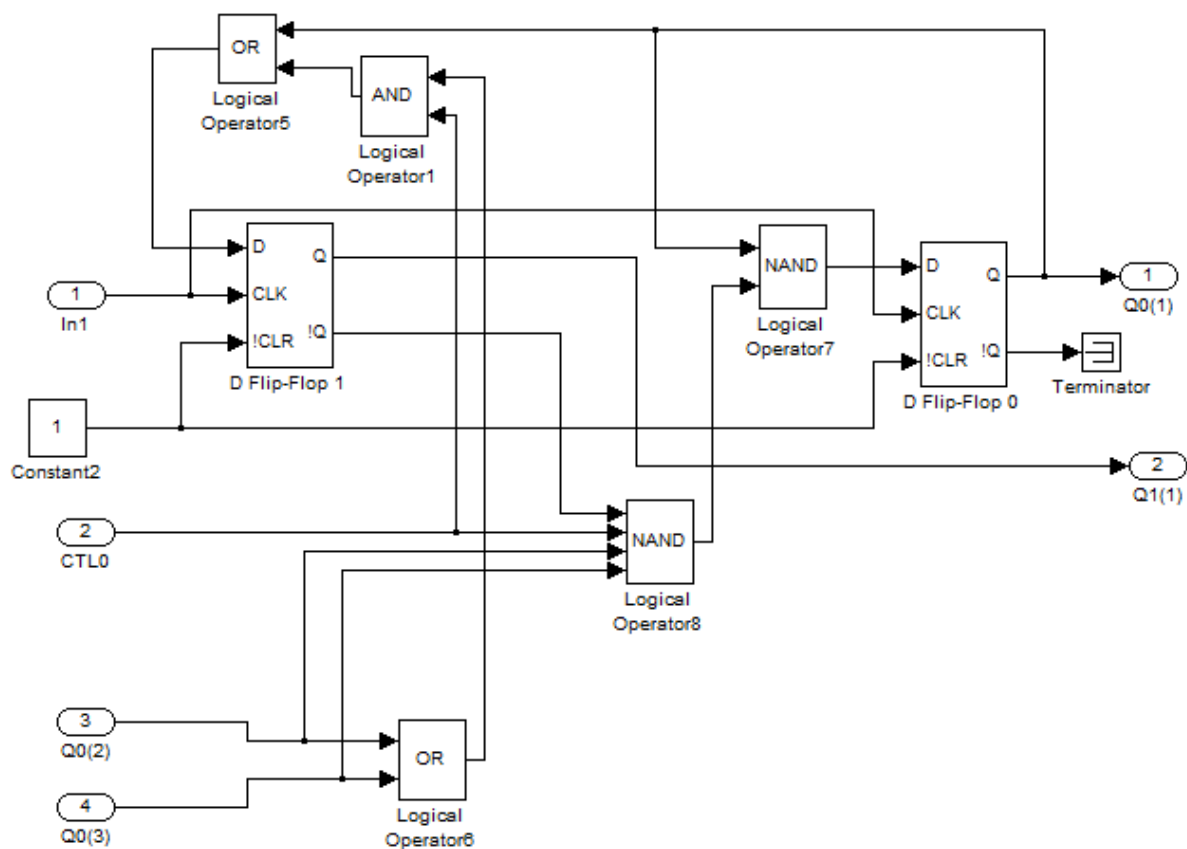 OR
Logical
Operator5
AND
Logical
Operator1
D
CLK
!CLR
Q
!Q
D Flip-Flop 1
1
In1
1
Constant2
NAND
Logical
Operator7
D
CLK
!CLR
Q
!Q
D Flip-Flop 0
1
Q0(1)
Terminator
2
Q1(1)
2
CTL0
NAND
Logical
Operator8
3
Q0(2)
4
Q0(3)
OR
Logical
Operator6